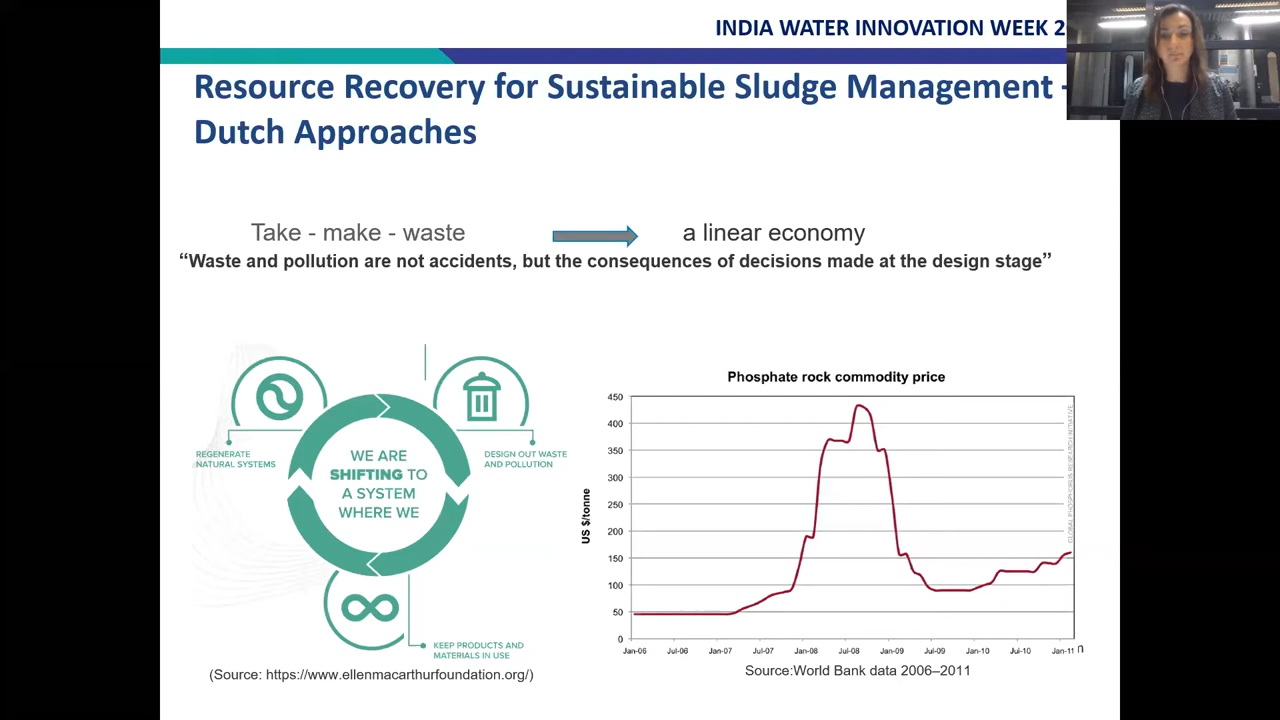 INDIA WATER INNOVATION WEEK 2
Resource Recovery for Sustainable Sludge Management -
Dutch Approaches
Take - make - waste
a linear economy
“Waste and pollution are not accidents, but the consequences of decisions made at the design stage”
REGENERATE
NATURAL SYSTEMS
DESIGN OUT WASTE
AND POLLUTION
WE ARE
SHIFTING TO
A SYSTEM
WHERE WE
KEEP PRODUCTS AND
MATERIALS IN USE
(Source: https://www.ellenmacarthurfoundation.org/)
Phosphate rock commodity price
US $/tonne
450
400
350
300
250
200
150
100
50
0
Jan-06 Jul-06 Jan-07 Jul-07 Jan-08 Jul-08 Jan-09 Jul-09 Jan-10 Jul-10 Jan-11 n
GLOBAL PHOSPHORUS RESEARCH INITIATIVE
Source:World Bank data 2006–2011